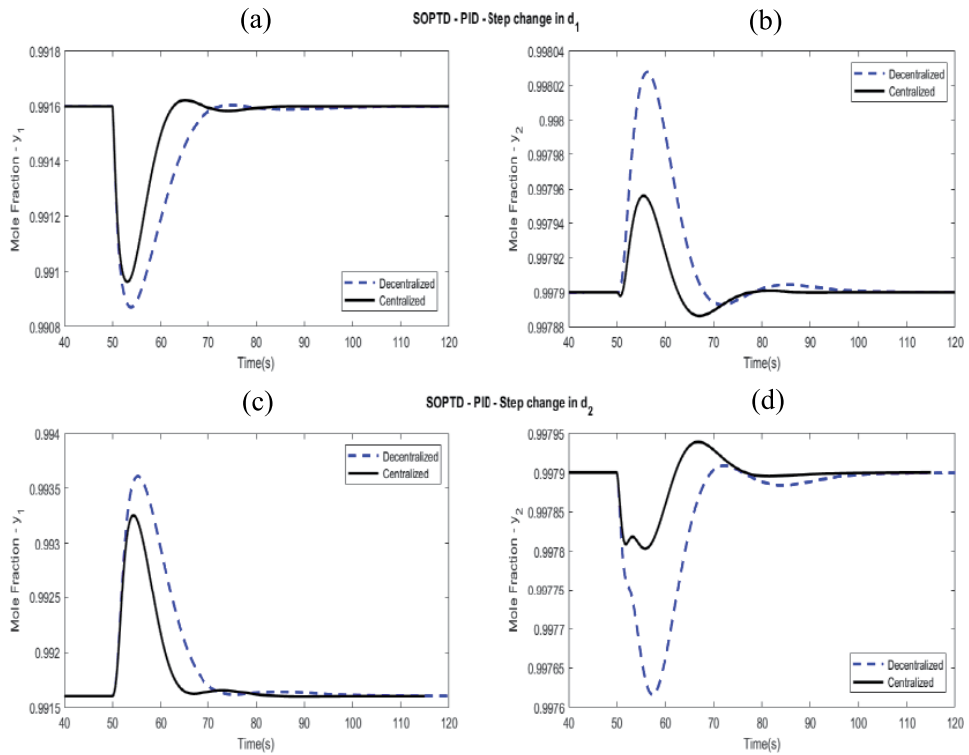 (a)
SOPTD - PID - Step change in d1
(b)
0.9918
0.9916
0.9914
0.9912
0.991
0.9908
Mole Fraction - y1
40 50 60 70 80 90 100 110 120
Time(s)
Decentralized
Centralized
0.99804
0.99802
0.998
0.99798
0.99796
0.99794
0.99792
0.9979
0.99788
Mole Fraction - y2
40 50 60 70 80 90 100 110 120
Time(s)
Decentralized
Centralized
(c)
SOPTD - PID - Step change in d2
(d)
0.994
0.9935
0.993
0.9925
0.992
0.9915
Mole Fraction - y1
40 50 60 70 80 90 100 110 120
Time(s)
Decentralized
Centralized
0.99795
0.9979
0.99785
0.9978
0.99775
0.9977
0.99765
0.9976
Mole Fraction - y2
40 50 60 70 80 90 100 110 120
Time(s)
Decentralized
Centralized